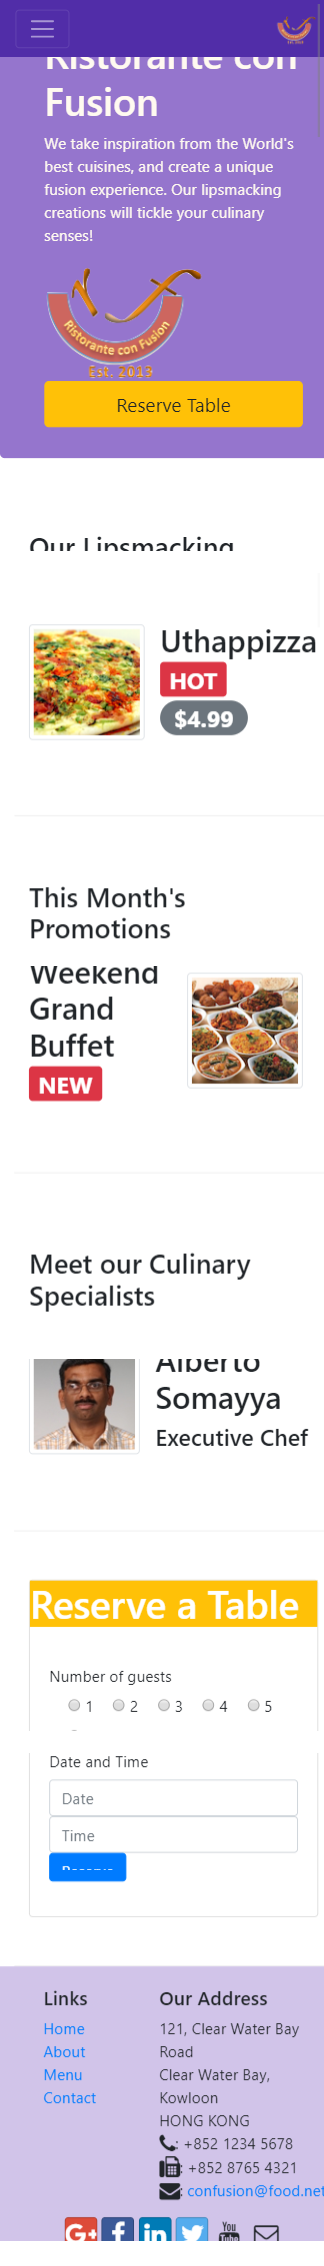 Ristorante con
Fusion
We take inspiration from the World's
best cuisines, and create a unique
fusion experience. Our lipsmacking
creations will tickle your culinary
senses!
Ristorante con Fusion
Est. 2013
Reserve Table
Our Lipsmacking
Uthappizza
HOT
$4.99
This Month's
Promotions
Weekend
Grand
Buffet
NEW
Meet our Culinary
Specialists
Alberto
Somayya
Executive Chef
Reserve a Table
Number of guests
1 2 3 4 5
Date and Time
Date
Time
Reserve
Links
Home
About
Menu
Contact
Our Address
121, Clear Water Bay
Road
Clear Water Bay,
Kowloon
HONG KONG
: +852 1234 5678
: +852 8765 4321
: confusion@food.net
G+ f in You
Tube